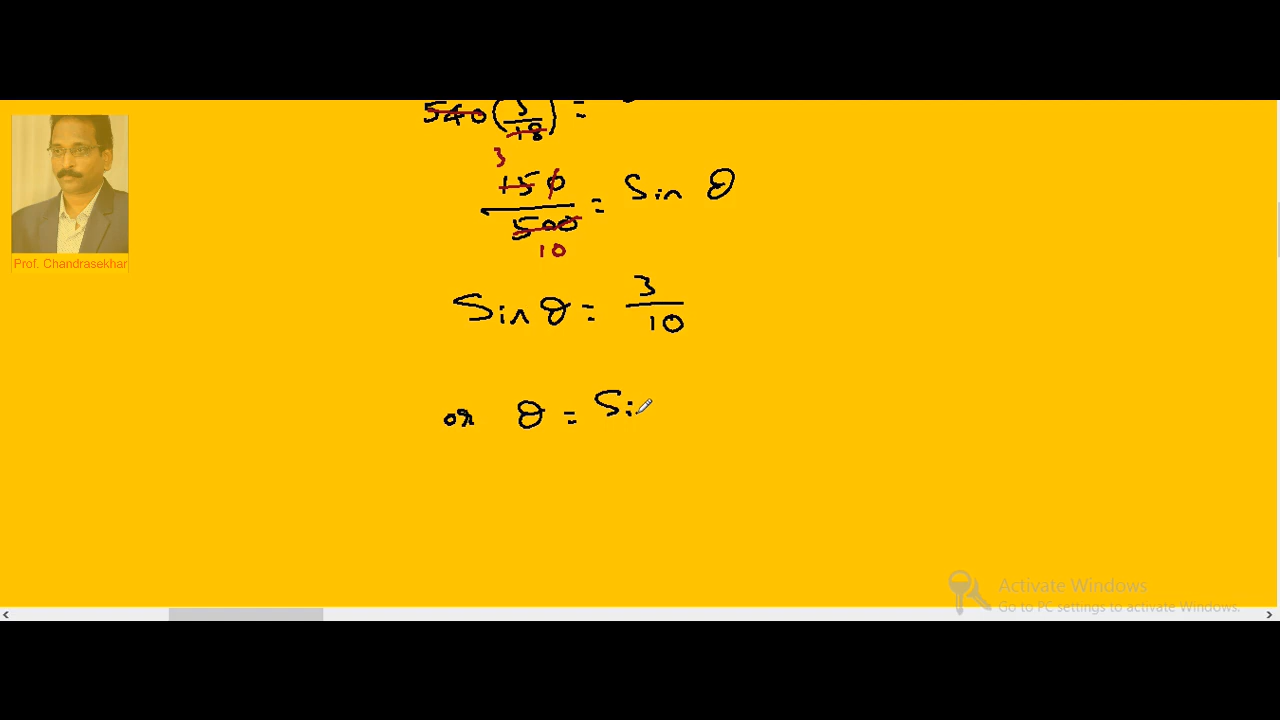 540 (3/18) =
3
150/500 = Sin θ
10
Sin θ = 3/10
or θ = Si
Prof. Chandrasekhar
Activate Windows
Go to PC settings to activate Windows.